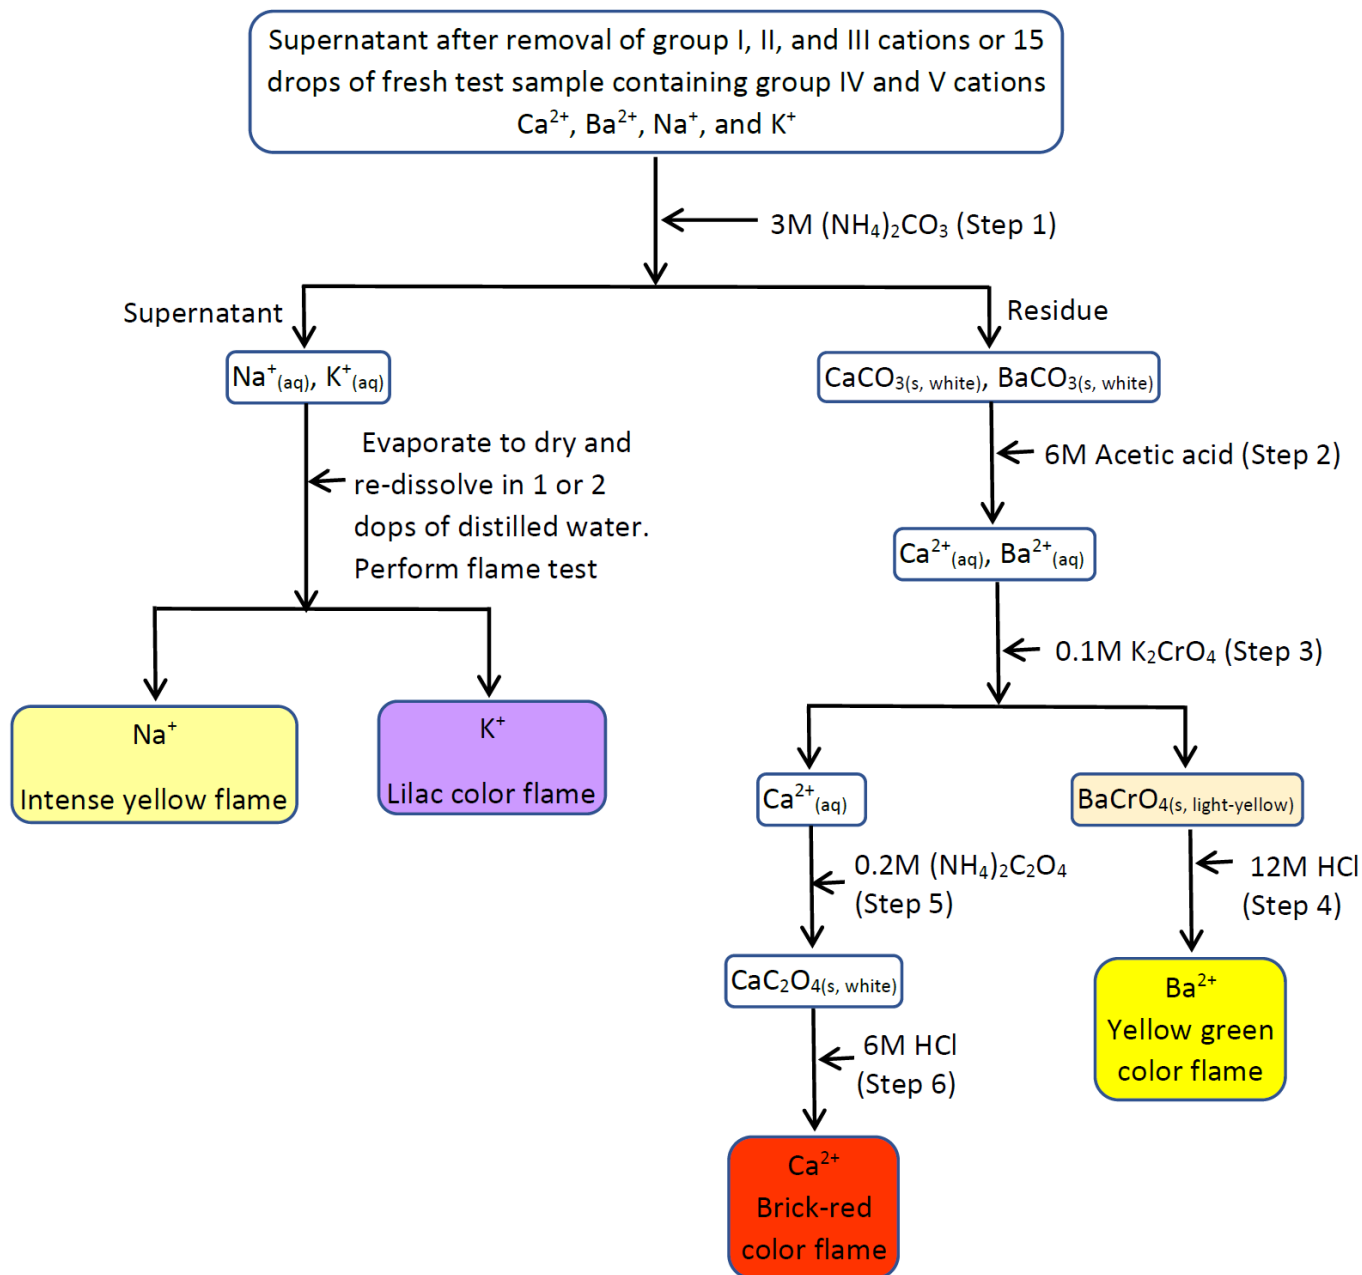 Supernatant after removal of group I, II, and III cations or 15
drops of fresh test sample containing group IV and V cations
Ca²⁺, Ba²⁺, Na⁺, and K⁺
3M (NH₄)₂CO₃ (Step 1)
Supernatant
Residue
Na⁺(aq), K⁺(aq)
CaCO₃(s, white), BaCO₃(s, white)
Evaporate to dry and
re-dissolve in 1 or 2
dops of distilled water.
Perform flame test
6M Acetic acid (Step 2)
Ca²⁺(aq), Ba²⁺(aq)
0.1M K₂CrO₄ (Step 3)
Na⁺
Intense yellow flame
K⁺
Lilac color flame
Ca²⁺(aq)
BaCrO₄(s, light-yellow)
0.2M (NH₄)₂C₂O₄
(Step 5)
12M HCl
(Step 4)
CaC₂O₄(s, white)
Ba²⁺
Yellow green
color flame
6M HCl
(Step 6)
Ca²⁺
Brick-red
color flame